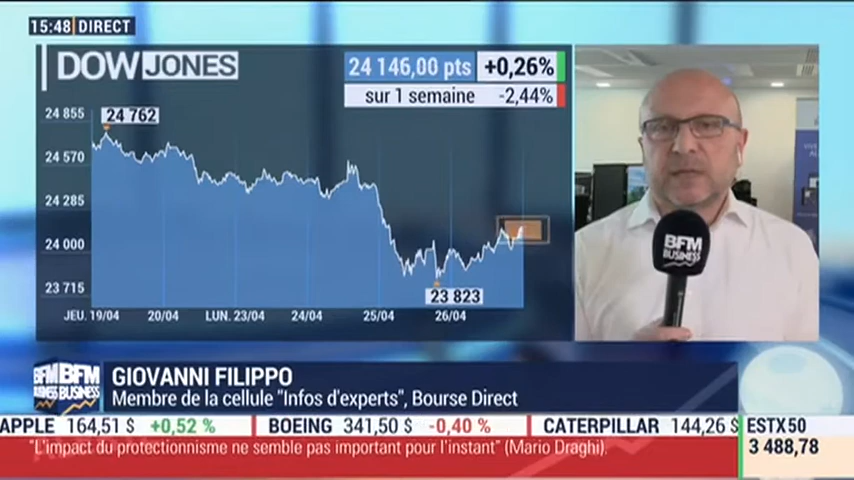 15:48 DIRECT
DOW JONES
24 146,00 pts +0,26%
sur 1 semaine -2,44%
24 855
24 570
24 285
24 000
23 715
24 762
23 823
JEU. 19/04 20/04 LUN. 23/04 24/04 25/04 26/04
BFM
BUSINESS
BFM BFM
BUSINESS BUSINESS
GIOVANNI FILIPPO
Membre de la cellule "Infos d'experts", Bourse Direct
APPLE 164,51 $ +0,52 % BOEING 341,50 $ -0,40 % CATERPILLAR 144,26 $
ESTX50
3 488,78
"L'impact du protectionnisme ne semble pas important pour l'instant" (Mario Draghi).